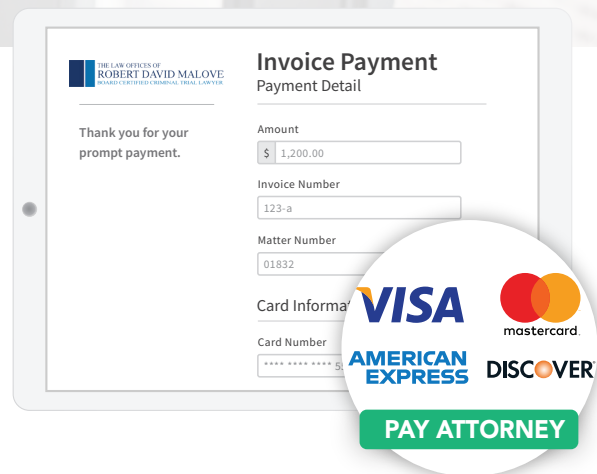 THE LAW OFFICES OF
ROBERT DAVID MALOVE
BOARD CERTIFIED CRIMINAL TRIAL LAWYER
Thank you for your
prompt payment.
Invoice Payment
Payment Detail
Amount
$ 1,200.00
Invoice Number
123-a
Matter Number
01832
Card Informa
Card Number
**** **** **** 5
VISA
mastercard.
AMERICAN
EXPRESS
DISCOVER
PAY ATTORNEY